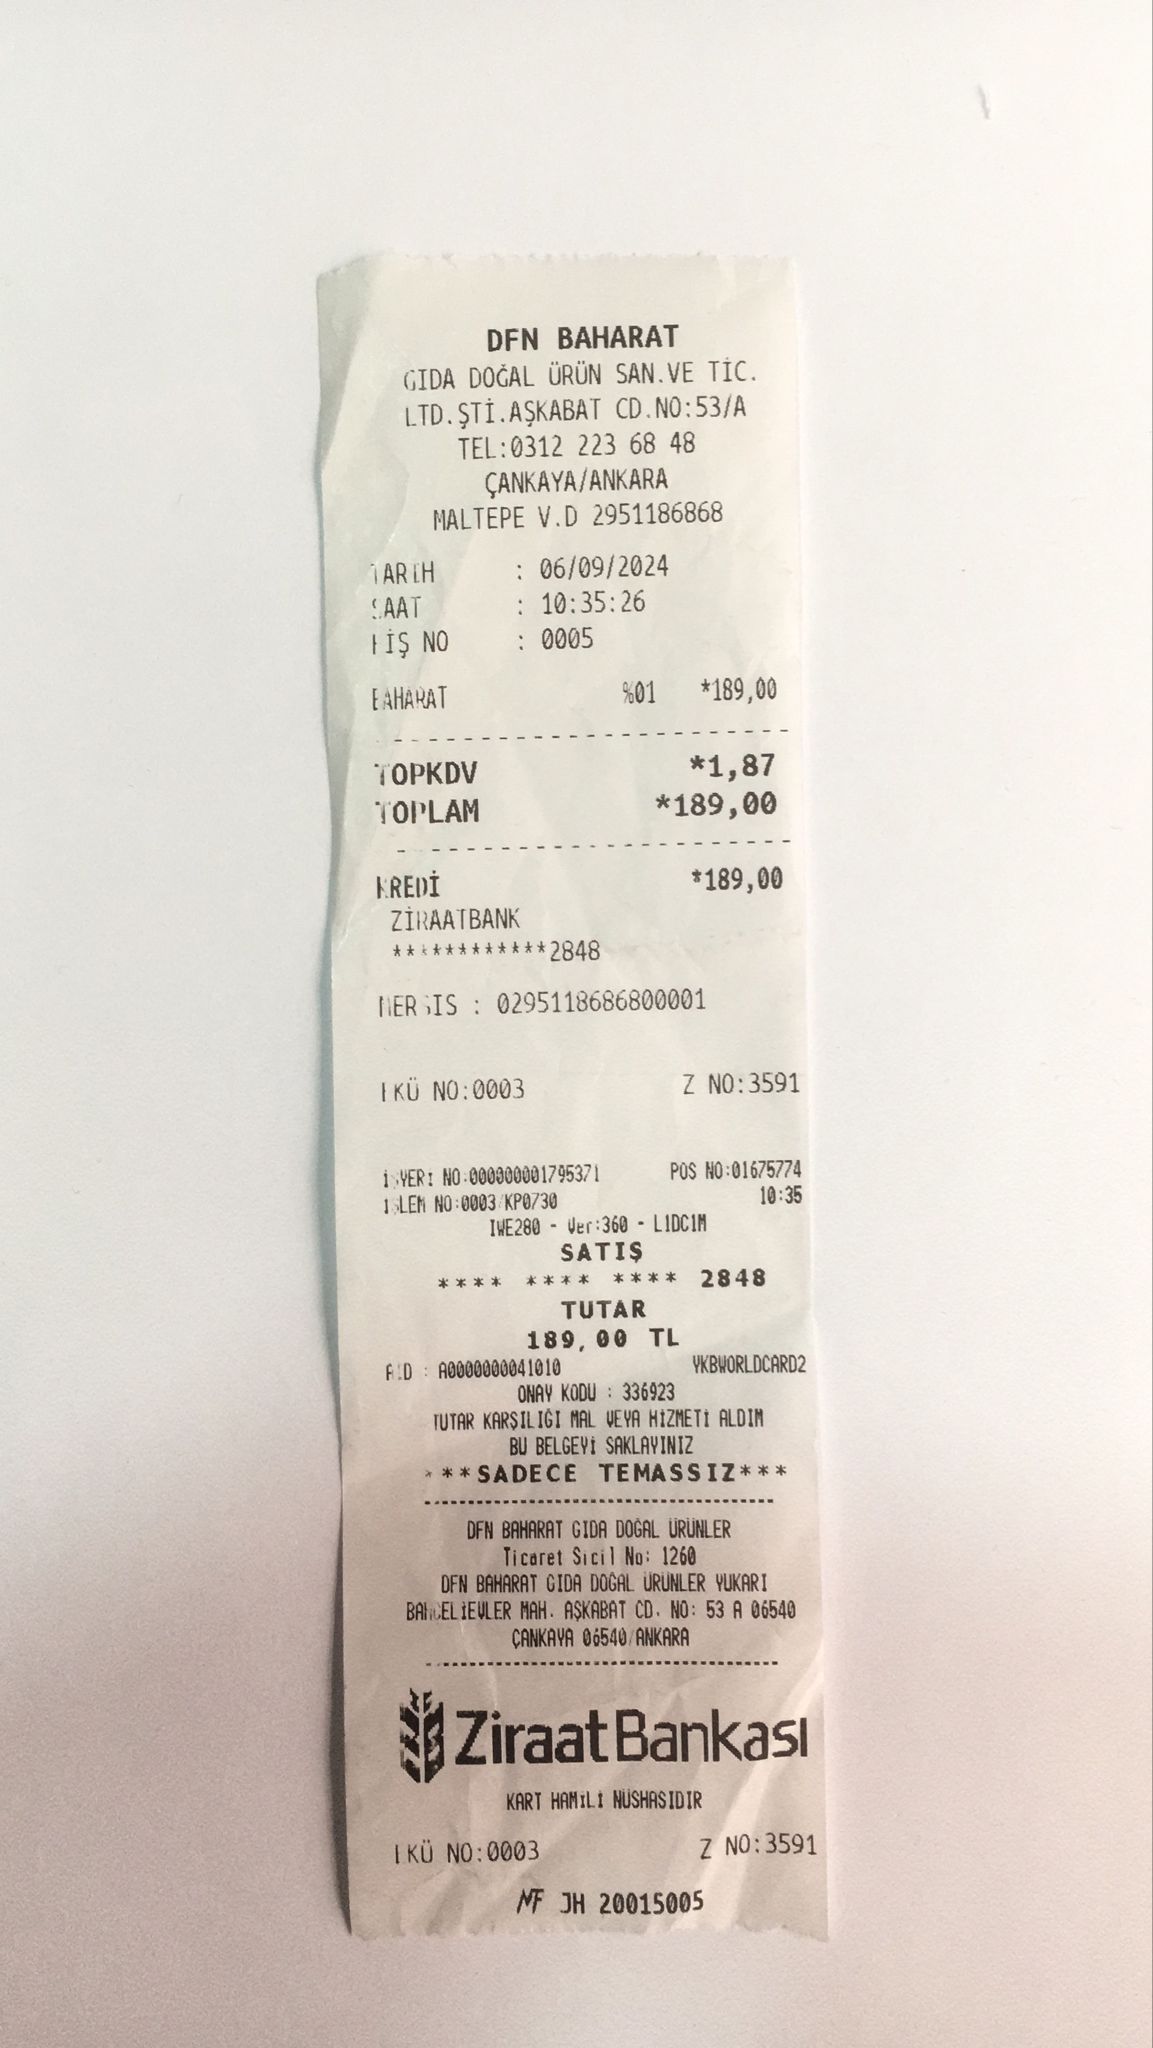 DFN BAHARAT
GIDA DOĞAL ÜRÜN SAN.VE TİC.
LTD.ŞTİ.AŞKABAT CD.NO:53/A
TEL:0312 223 68 48
ÇANKAYA/ANKARA
MALTEPE V.D 2951186868
TARİH : 06/09/2024
SAAT : 10:35:26
FİŞ NO : 0005
BAHARAT %01 *189,00
TOPKDV *1,87
TOPLAM *189,00
KREDİ *189,00
ZİRAATBANK
************2848
MERSIS : 0295118686800001
EKÜ NO:0003 Z NO:3591
İŞYERİ NO:000000001795371 POS NO:01675774
İŞLEM NO:0003/KP0730 10:35
IWE280 - Ver:360 - L1DC1M
SATIŞ
**** **** **** 2848
TUTAR
189,00 TL
AID : A0000000041010 YKBWORLDCARD2
ONAY KODU : 336923
TUTAR KARŞILIĞI MAL VEYA HİZMETİ ALDIM
BU BELGEYİ SAKLAYINIZ
***SADECE TEMASSIZ***
DFN BAHARAT GIDA DOĞAL ÜRÜNLER
Ticaret Sicil No: 1260
DFN BAHARAT GIDA DOĞAL ÜRÜNLER YUKARI
BAHÇELİEVLER MAH. AŞKABAT CD. NO: 53 A 06540
ÇANKAYA 06540/ANKARA
Ziraat Bankası
KART HAMİLİ NÜSHASIDIR
EKÜ NO:0003 Z NO:3591
MF JH 20015005